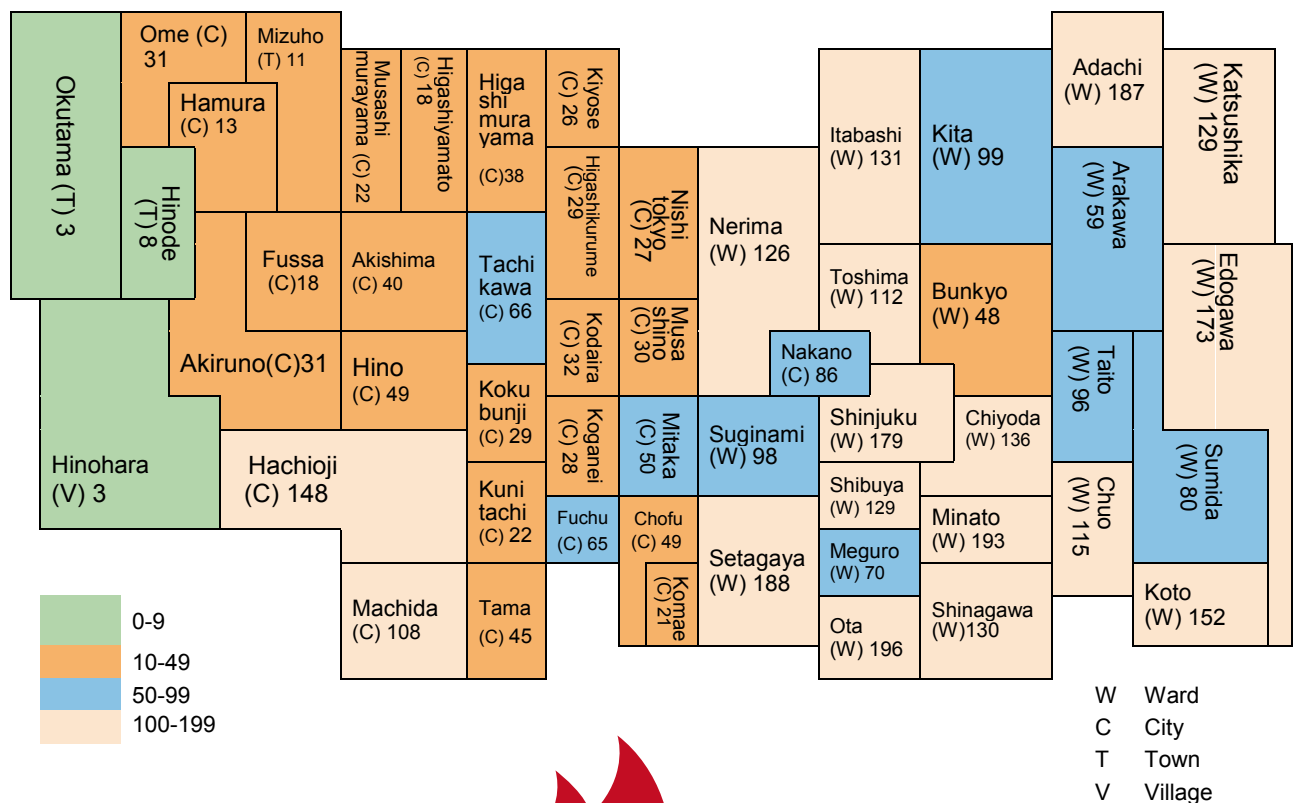 Okutama (T) 3
Ome (C)
31
Mizuho
(T) 11
Hamura
(C) 13
Hinode
(T) 8
Musashi
murayama (C) 22
Higashiyamato
(C) 18
Higa
shi mura
yama
(C)38
Kiyose
(C) 26
Higashikurume
(C) 29
Nishi
tokyo
(C) 27
Fussa
(C)18
Akishima
(C) 40
Tachi
kawa
(C) 66
Kodaira
(C) 32
Musa
shino
(C) 30
Akiruno(C)31
Hino
(C) 49
Koku
bunji
(C) 29
Koganei
(C) 28
Mitaka
(C) 50
Hinohara
(V) 3
Hachioji
(C) 148
Kuni
tachi
(C) 22
Fuchu
(C) 65
Chofu
(C) 49
Komae
(C) 21
Machida
(C) 108
Tama
(C) 45
Nerima
(W) 126
Itabashi
(W) 131
Kita
(W) 99
Adachi
(W) 187
Katsushika
(W) 129
Arakawa
(W) 59
Toshima
(W) 112
Bunkyo
(W) 48
Edogawa
(W) 173
Nakano
(C) 86
Taito
(W) 96
Suginami
(W) 98
Shinjuku
(W) 179
Chiyoda
(W) 136
Sumida
(W) 80
Shibuya
(W) 129
Minato
(W) 193
Chuo
(W) 115
Setagaya
(W) 188
Meguro
(W) 70
Ota
(W) 196
Shinagawa
(W)130
Koto
(W) 152
0-9
10-49
50-99
100-199
W Ward
C City
T Town
V Village